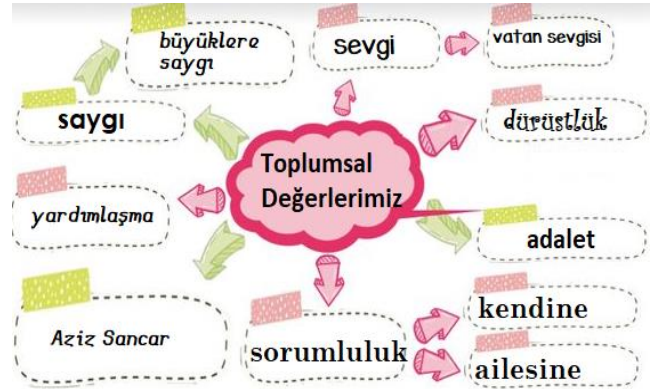 büyüklere
saygı
sevgi
vatan sevgisi
saygı
dürüstlük
Toplumsal
Değerlerimiz
yardımlaşma
adalet
Aziz Sancar
sorumluluk
kendine
ailesine